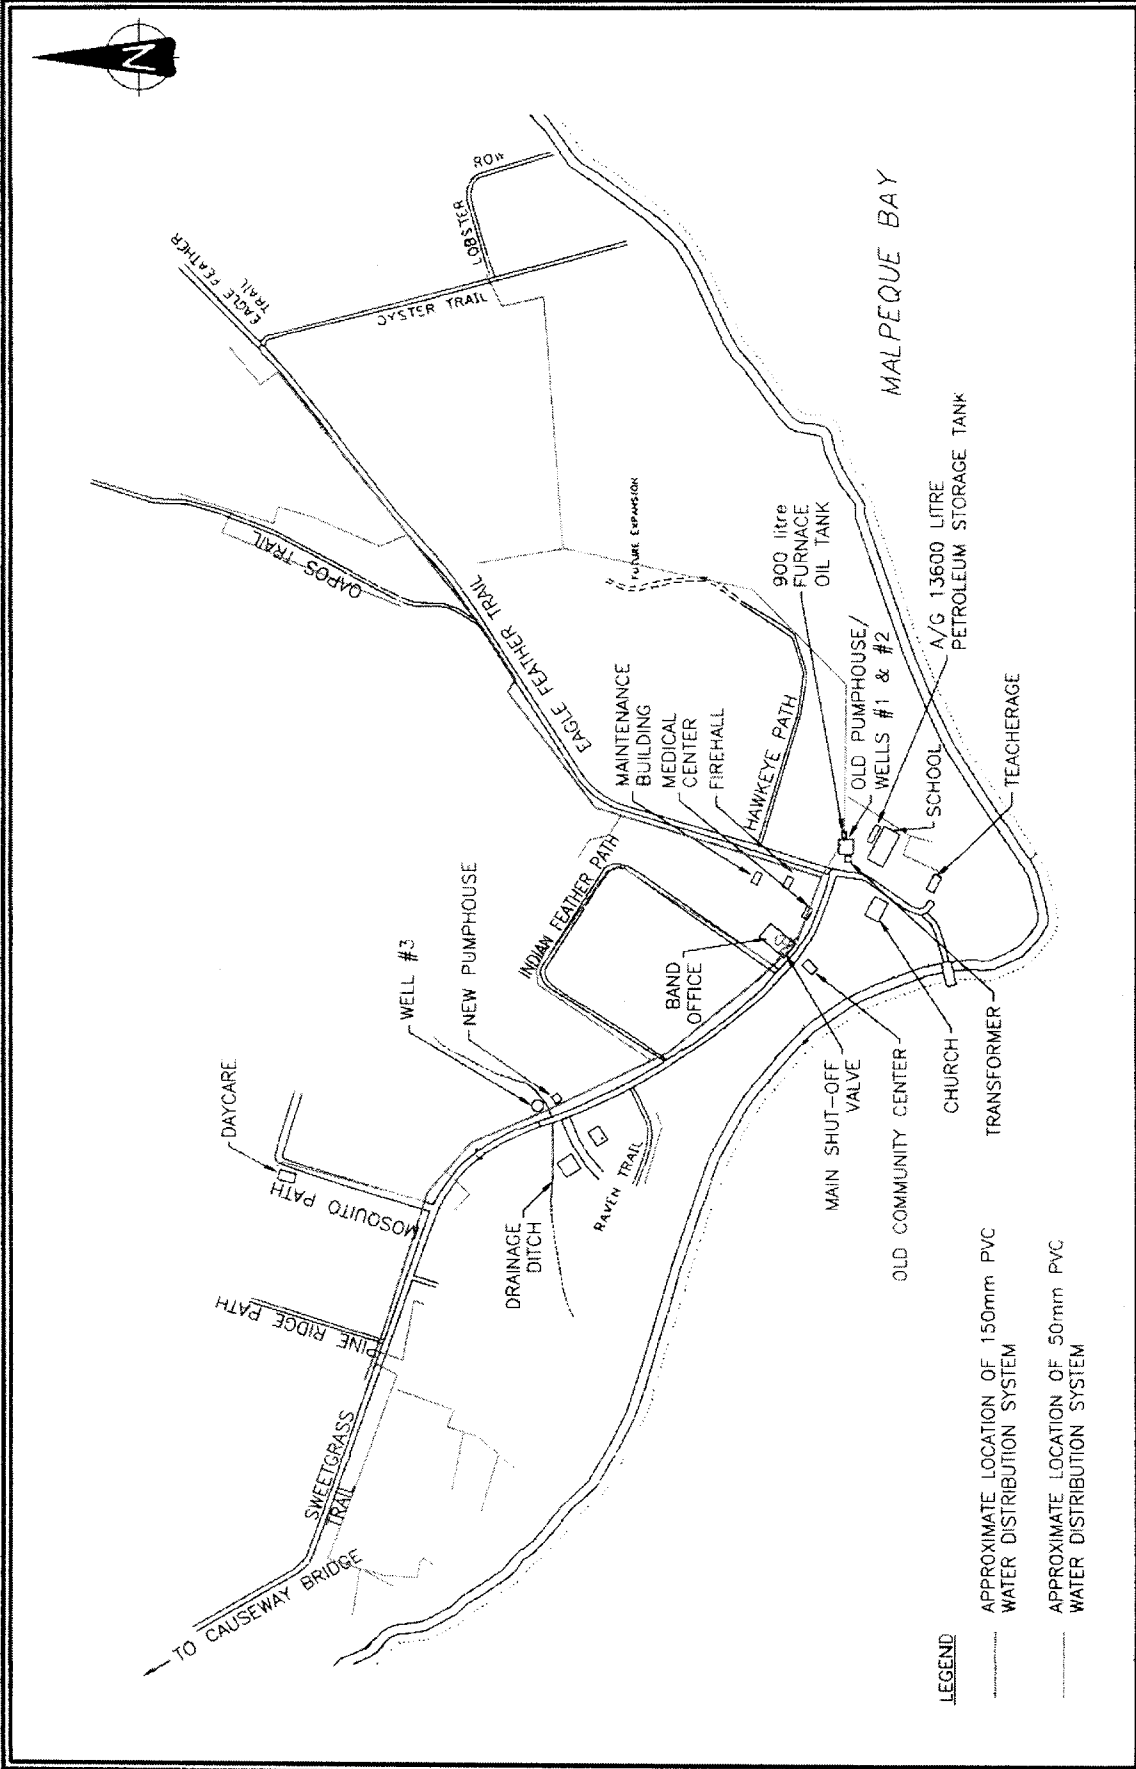 N
TO CAUSEWAY BRIDGE
SWEETGRASS
TRAIL
PINE RIDGE PATH
MOSQUITO PATH
DAYCARE
WELL #3
NEW PUMPHOUSE
DRAINAGE
DITCH
RAVEN TRAIL
INDIAN FEATHER PATH
BAND
OFFICE
MAINTENANCE
BUILDING
MEDICAL
CENTER
FIREHALL
HAWKEYE PATH
EAGLE FEATHER TRAIL
QAPOS TRAIL
EAGLE FEATHER
TRAIL
OYSTER TRAIL
LOBSTER
ROW
FUTURE EXPANSION
900 litre
FURNACE
OIL TANK
OLD PUMPHOUSE/
WELLS #1 & #2
A/G 13600 LITRE
PETROLEUM STORAGE TANK
SCHOOL
TEACHERAGE
MALPEQUE BAY
MAIN SHUT-OFF
VALVE
OLD COMMUNITY CENTER
CHURCH
TRANSFORMER
LEGEND
APPROXIMATE LOCATION OF 150mm PVC
WATER DISTRIBUTION SYSTEM
APPROXIMATE LOCATION OF 50mm PVC
WATER DISTRIBUTION SYSTEM